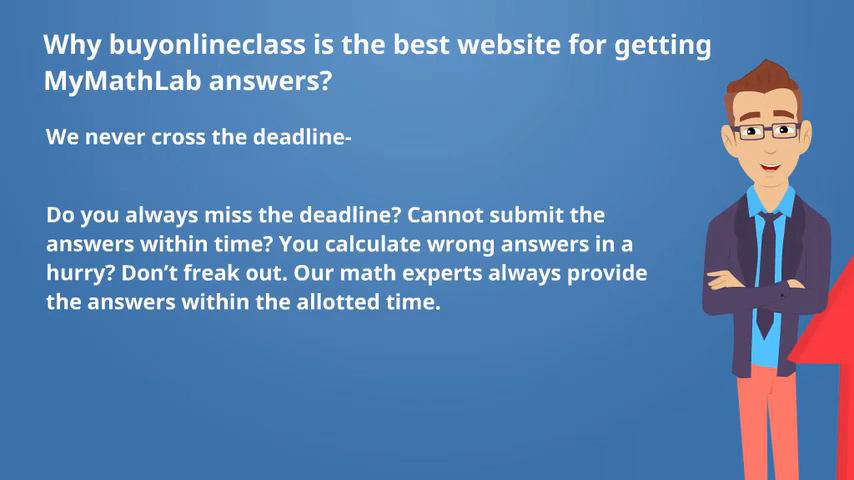 Why buyonlineclass is the best website for getting
MyMathLab answers?
We never cross the deadline-
Do you always miss the deadline? Cannot submit the
answers within time? You calculate wrong answers in a
hurry? Don’t freak out. Our math experts always provide
the answers within the allotted time.